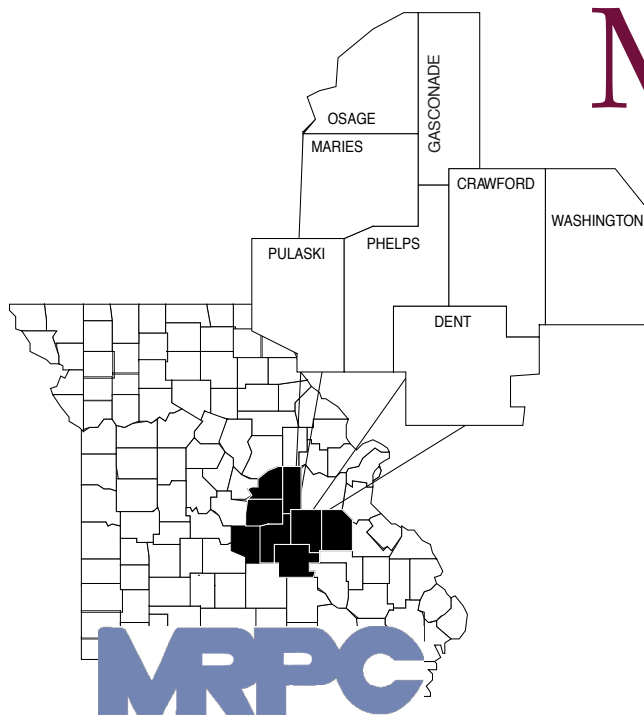 M
OSAGE
GASCONADE
MARIES
CRAWFORD
WASHINGTON
PULASKI
PHELPS
DENT
MRPC